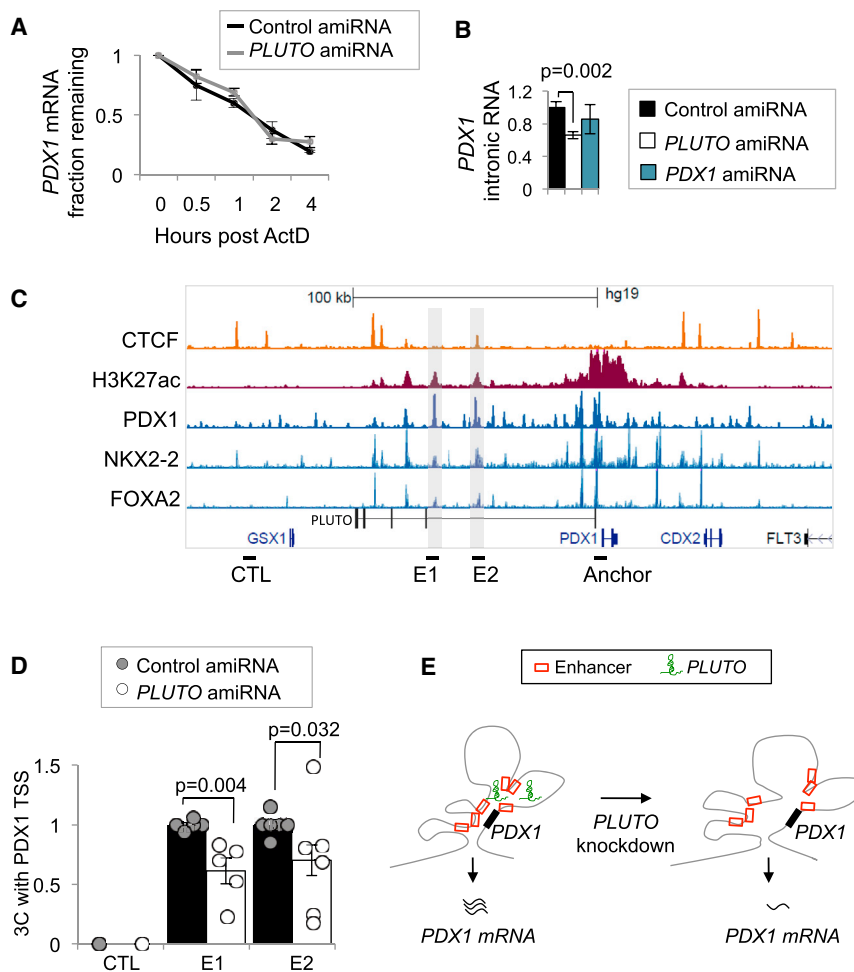 A
Control amiRNA
PLUTO amiRNA
PDX1 mRNA
fraction remaining
1
0.5
0
0 0.5 1 2 4
Hours post ActD
B
p=0.002
PDX1
intronic RNA
1.2
0.8
0.4
0
Control amiRNA
PLUTO amiRNA
PDX1 amiRNA
C
100 kb
hg19
CTCF
H3K27ac
PDX1
NKX2-2
FOXA2
PLUTO
GSX1 PDX1 CDX2 FLT3
CTL E1 E2 Anchor
D
Control amiRNA
PLUTO amiRNA
p=0.032
p=0.004
3C with PDX1 TSS
1.5
1
0.5
0
CTL E1 E2
E
Enhancer PLUTO
PDX1
PLUTO
knockdown
PDX1
PDX1 mRNA
PDX1 mRNA